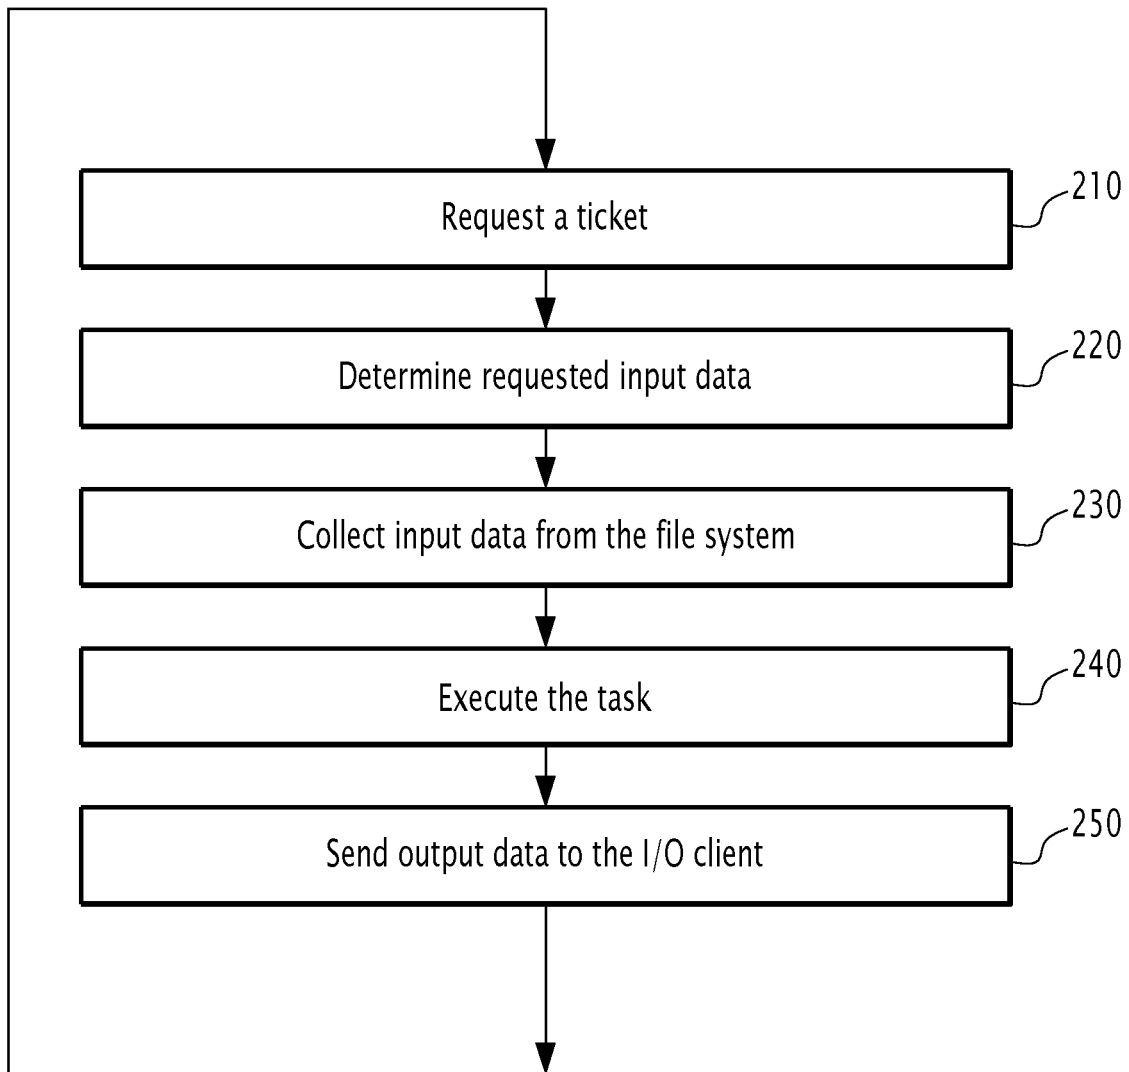 Request a ticket
210
Determine requested input data
220
Collect input data from the file system
230
Execute the task
240
Send output data to the I/O client
250